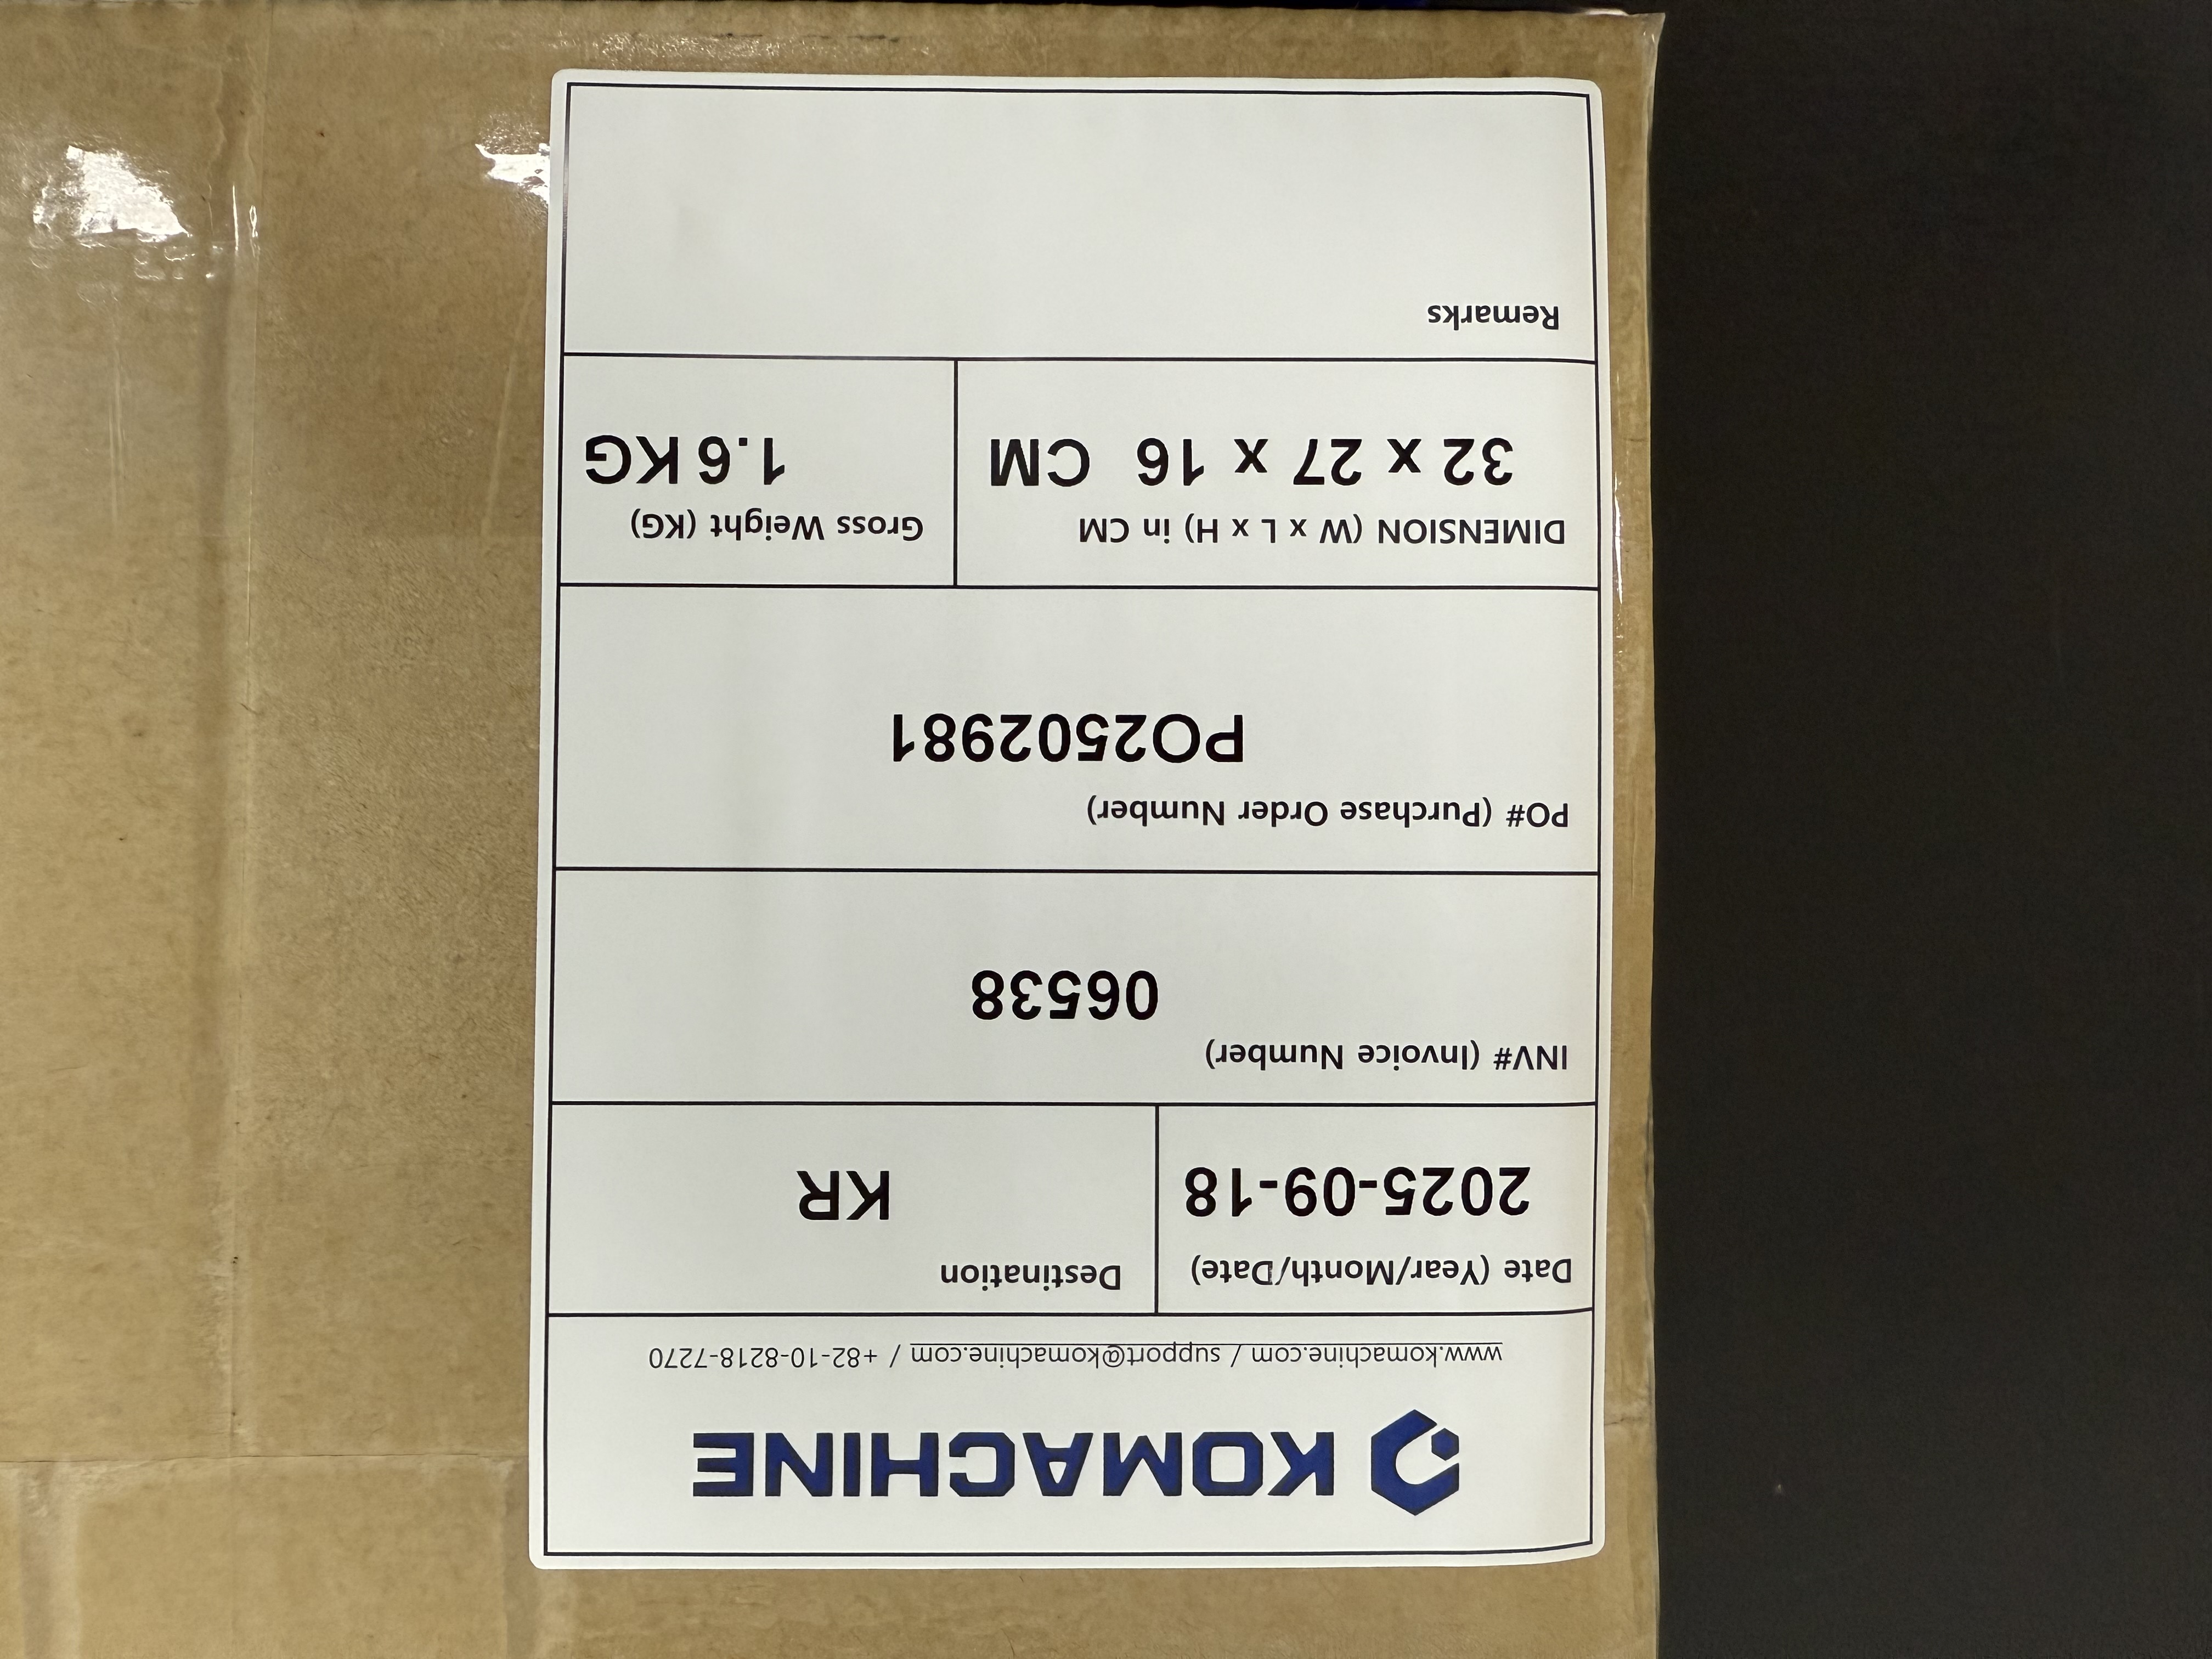 KOMACHINE
www.komachine.com / support@komachine.com / +82-10-8218-7270
Date (Year/Month/Date)
2025-09-18
Destination
KR
INV# (Invoice Number)
06538
PO# (Purchase Order Number)
PO2502981
DIMENSION (W x L x H) in CM
32 x 27 x 16 CM
Gross Weight (KG)
1.6 KG
Remarks